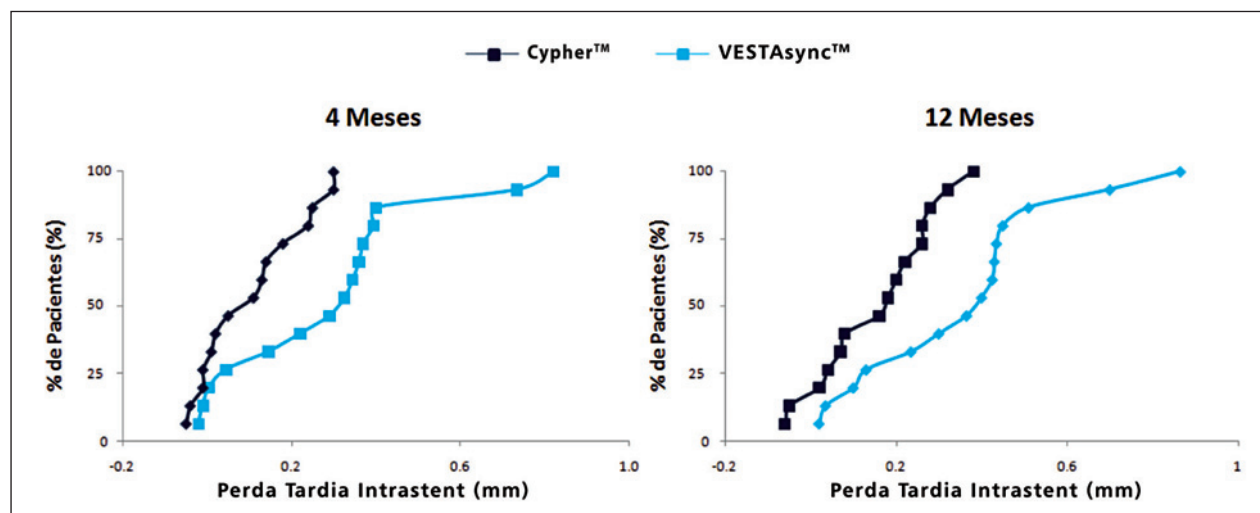 Cypher™ VESTAsync™
4 Meses
% de Pacientes (%)
100
75
50
25
0
-0.2 0.2 0.6 1.0
Perda Tardia Intrastent (mm)
12 Meses
% de Pacientes (%)
100
75
50
25
0
-0.2 0.2 0.6 1
Perda Tardia Intrastent (mm)